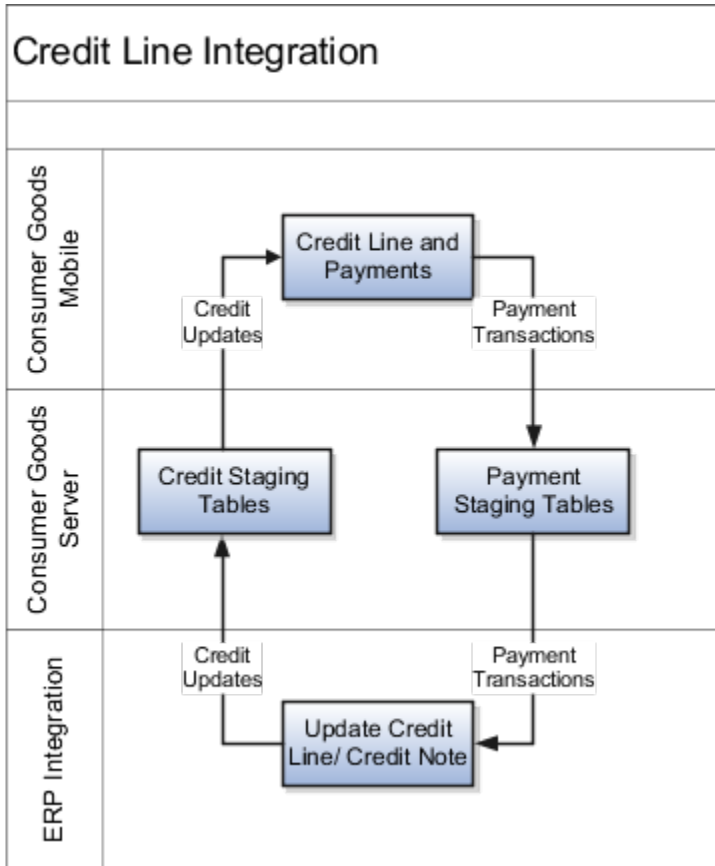 Credit Line Integration
Consumer Goods
Mobile
Credit Line and
Payments
Credit
Updates
Payment
Transactions
Consumer Goods
Server
Credit Staging
Tables
Payment
Staging Tables
ERP Integration
Credit
Updates
Payment
Transactions
Update Credit
Line/ Credit Note